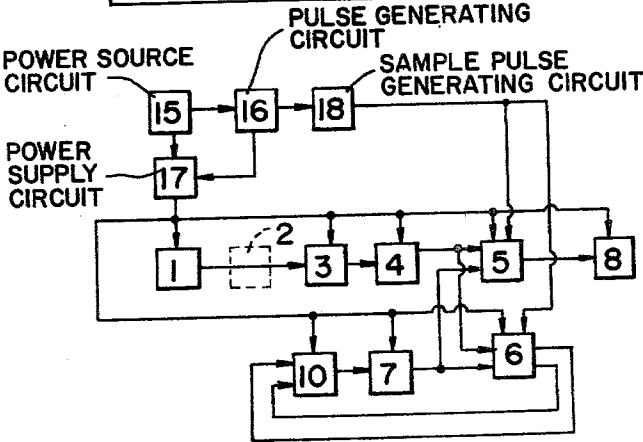 PULSE GENERATING
CIRCUIT
POWER SOURCE
CIRCUIT
SAMPLE PULSE
GENERATING CIRCUIT
15
16
18
POWER
SUPPLY
CIRCUIT
17
2
1
3
4
5
8
10
7
6